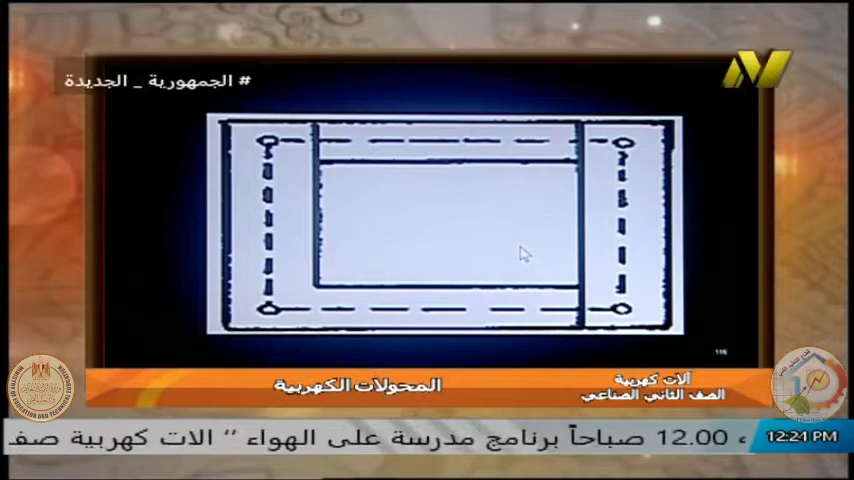 # الجمهورية _ الجديدة
116
آلات كهربية
الصف الثاني الصناعي
المحولات الكهربية
12.00 صباحاً برنامج مدرسة على الهواء “ الات كهربية صف
12:24 PM